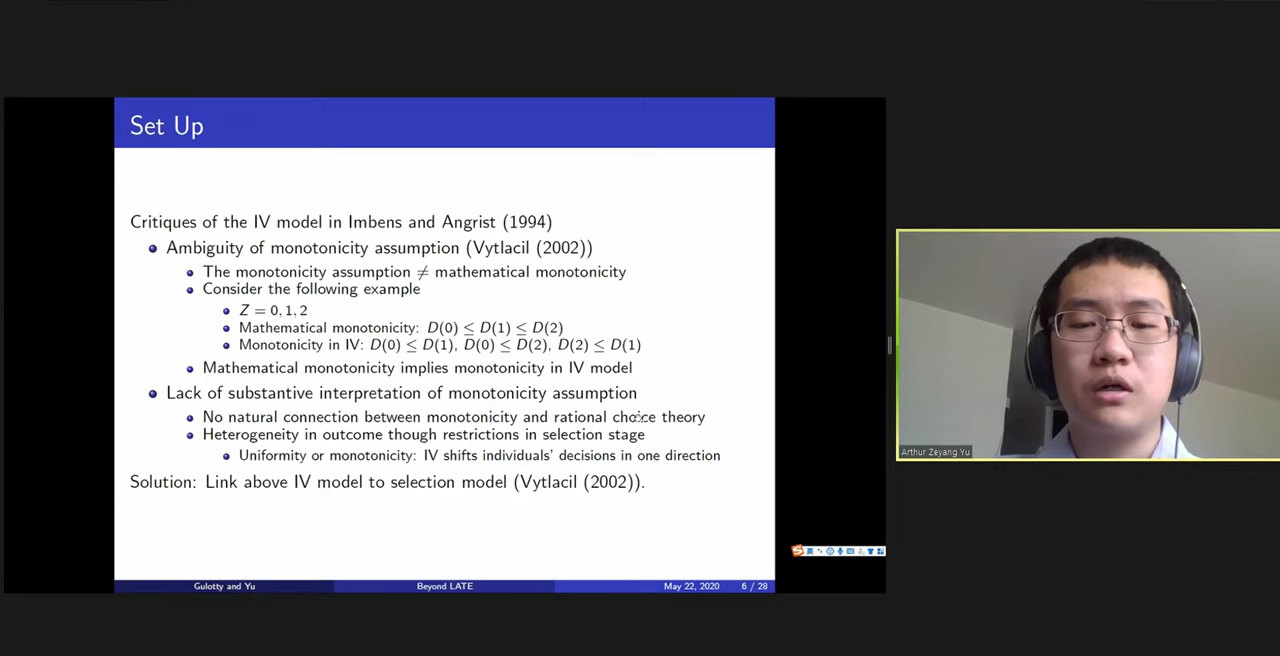 Set Up
Critiques of the IV model in Imbens and Angrist (1994)
Ambiguity of monotonicity assumption (Vytlacil (2002))
The monotonicity assumption ≠ mathematical monotonicity
Consider the following example
Z = 0, 1, 2
Mathematical monotonicity: D(0) ≤ D(1) ≤ D(2)
Monotonicity in IV: D(0) ≤ D(1), D(0) ≤ D(2), D(2) ≤ D(1)
Mathematical monotonicity implies monotonicity in IV model
Lack of substantive interpretation of monotonicity assumption
No natural connection between monotonicity and rational choice theory
Heterogeneity in outcome though restrictions in selection stage
Uniformity or monotonicity: IV shifts individuals' decisions in one direction
Solution: Link above IV model to selection model (Vytlacil (2002)).
Arthur Zeyang Yu
Gulotty and Yu Beyond LATE May 22, 2020 6 / 28